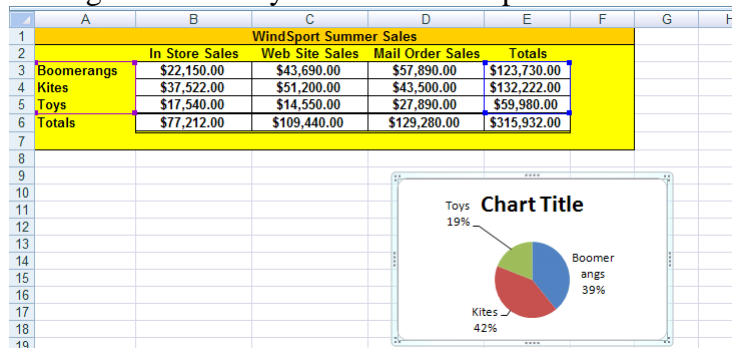 A B C D E F G
1 WindSport Summer Sales
2 In Store Sales Web Site Sales Mail Order Sales Totals
3 Boomerangs $22,150.00 $43,690.00 $57,890.00 $123,730.00
4 Kites $37,522.00 $51,200.00 $43,500.00 $132,222.00
5 Toys $17,540.00 $14,550.00 $27,890.00 $59,980.00
6 Totals $77,212.00 $109,440.00 $129,280.00 $315,932.00
7
8
9
10
11
12
13
14
15
16
17
18
19
Chart Title
Toys
19%
Boomer
angs
39%
Kites
42%